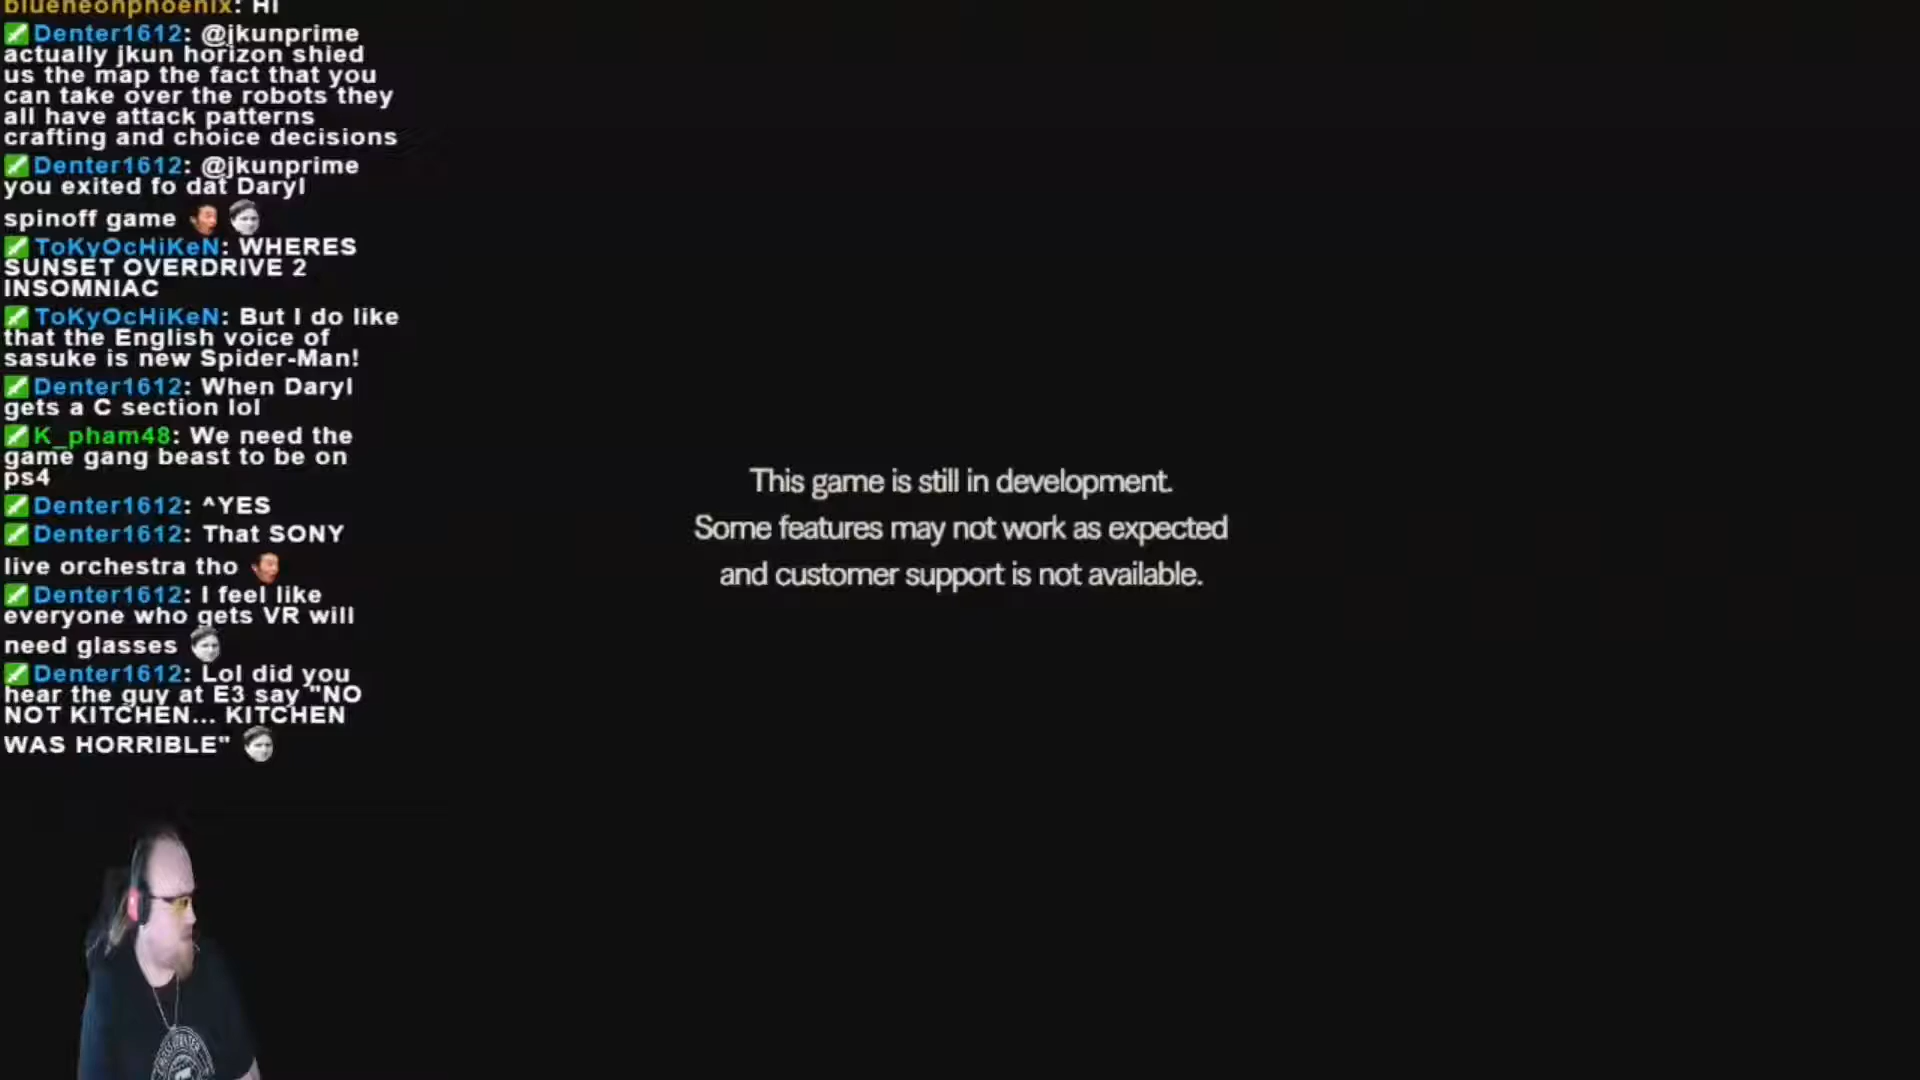 blueneonphoenix: Hi
Denter1612: @jkunprime
actually jkun horizon shied
us the map the fact that you
can take over the robots they
all have attack patterns
crafting and choice decisions
Denter1612: @jkunprime
you exited fo dat Daryl
spinoff game
ToKyOcHiKeN: WHERES
SUNSET OVERDRIVE 2
INSOMNIAC
ToKyOcHiKeN: But I do like
that the English voice of
sasuke is new Spider-Man!
Denter1612: When Daryl
gets a C section lol
K_pham48: We need the
game gang beast to be on
ps4
Denter1612: ^YES
Denter1612: That SONY
live orchestra tho
Denter1612: I feel like
everyone who gets VR will
need glasses
Denter1612: Lol did you
hear the guy at E3 say "NO
NOT KITCHEN... KITCHEN
WAS HORRIBLE"
This game is still in development.
Some features may not work as expected
and customer support is not available.